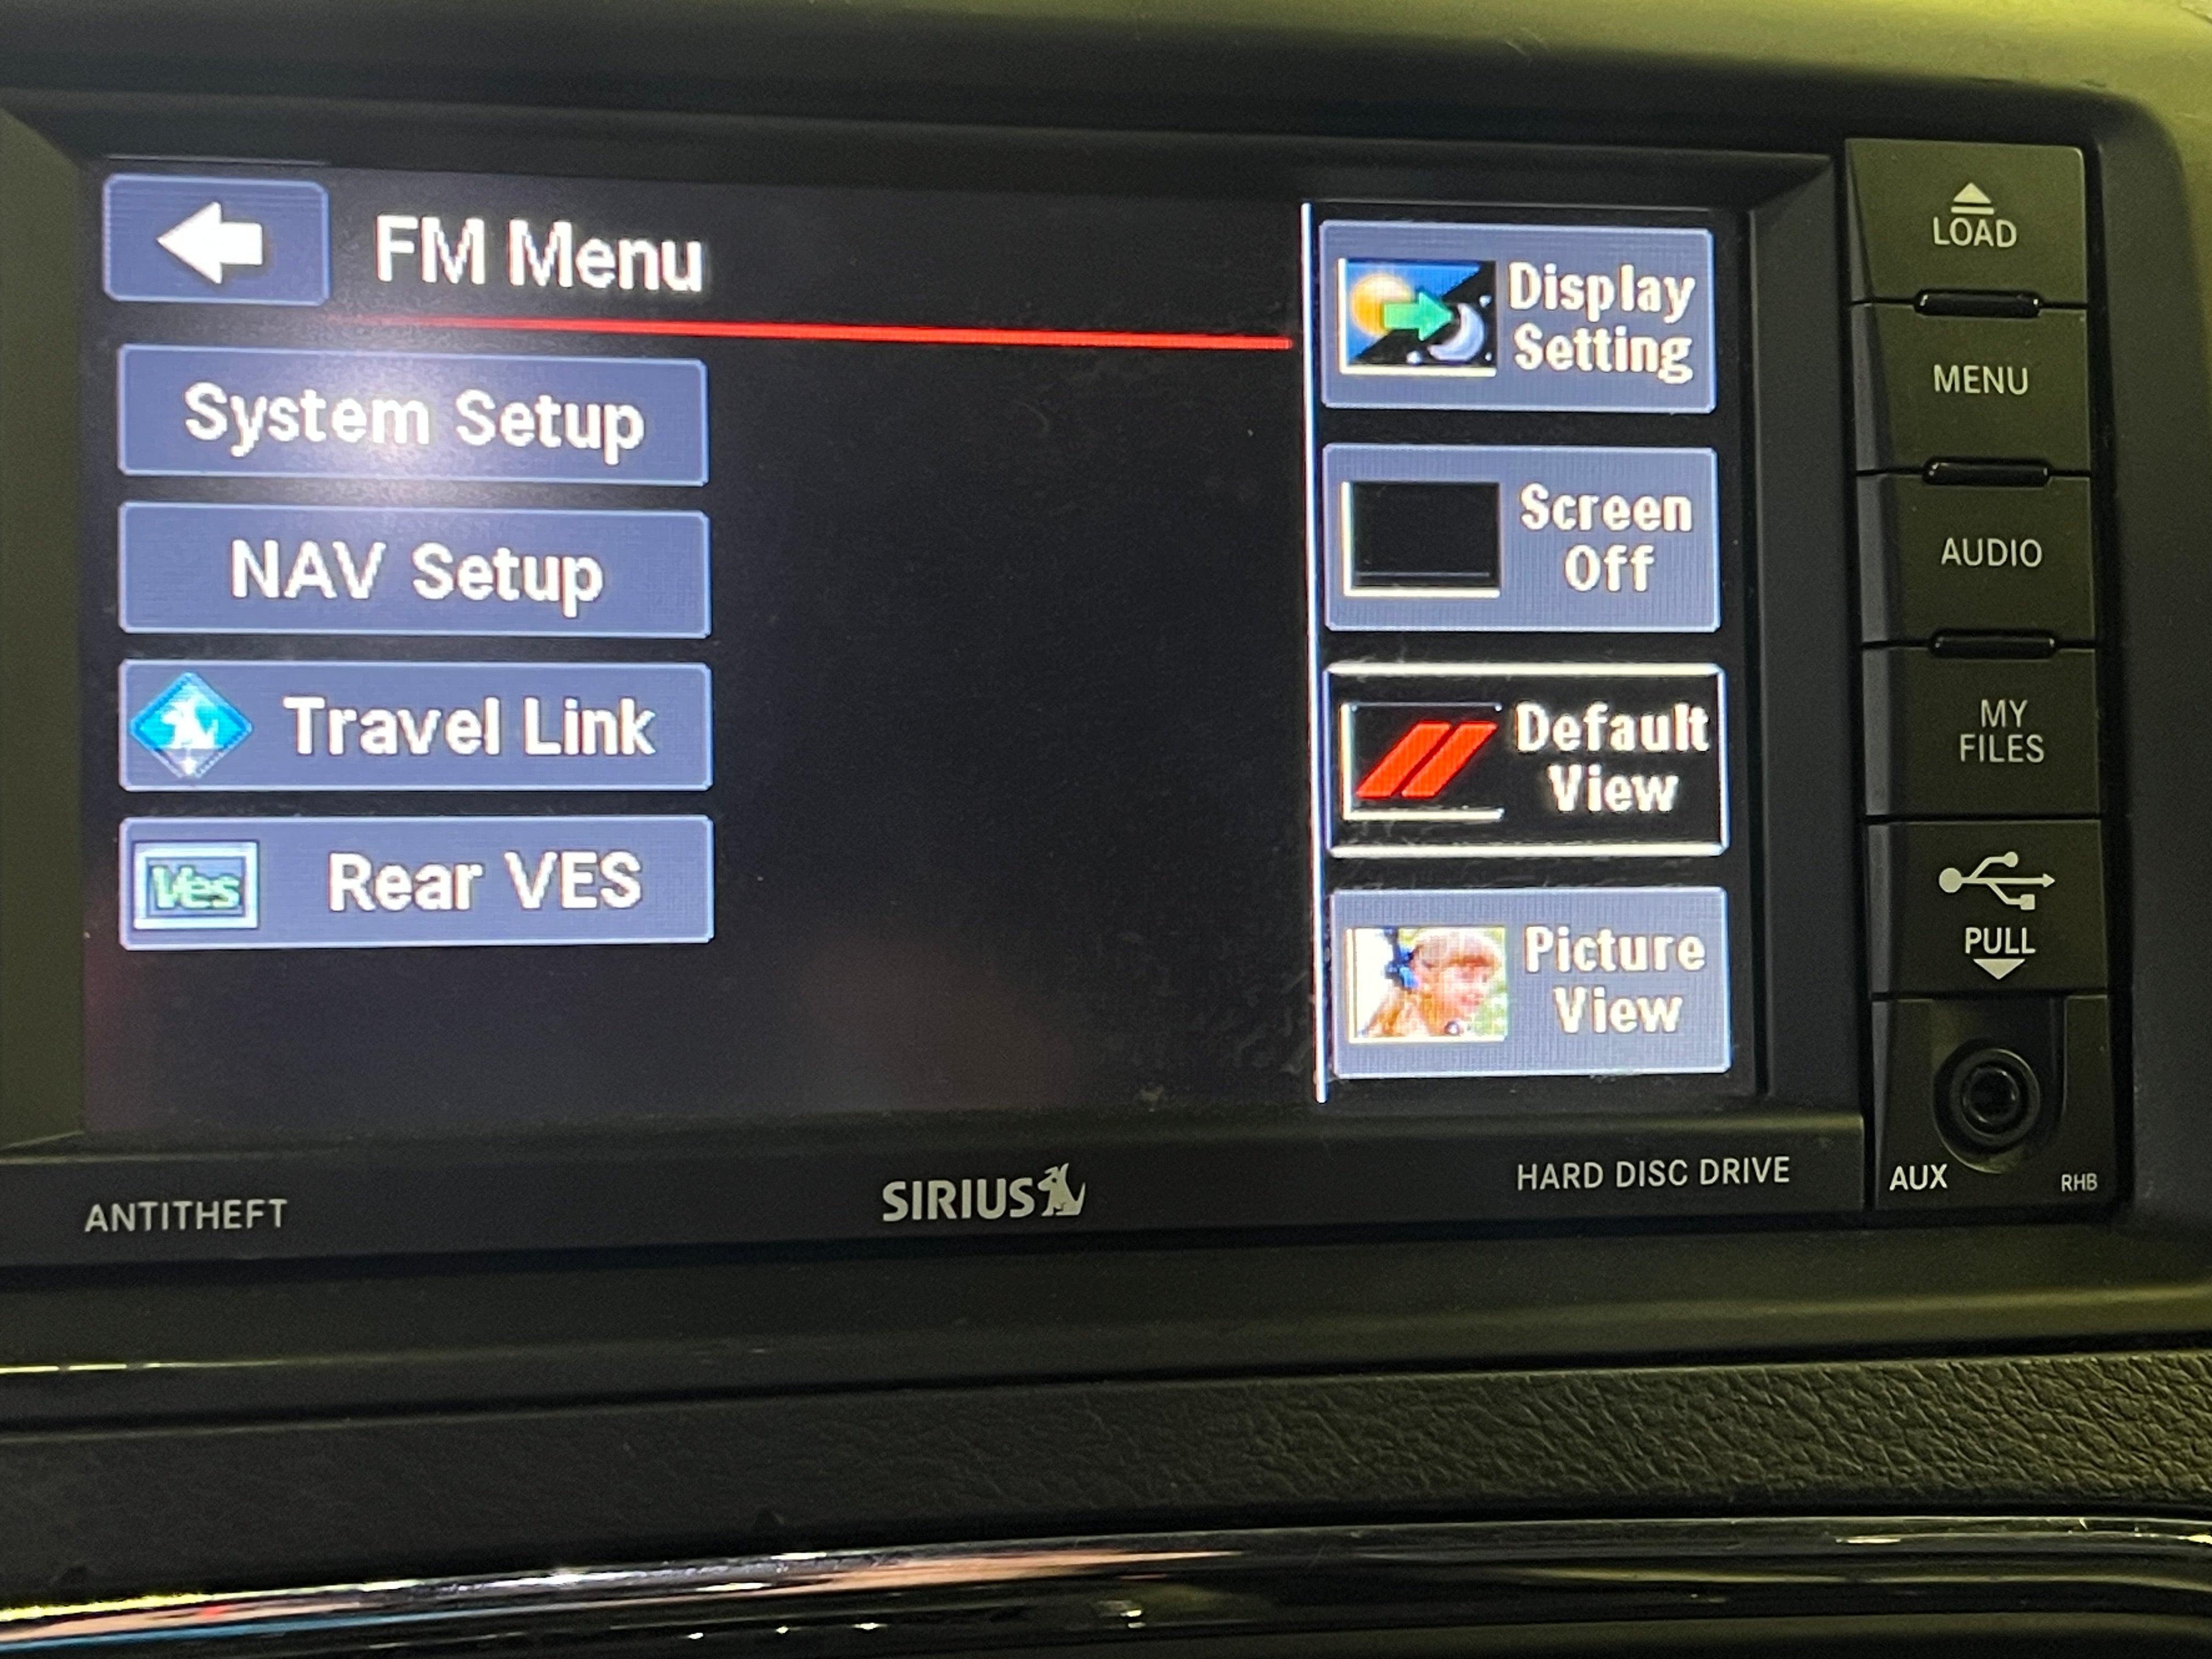 FM Menu
System Setup
NAV Setup
Travel Link
Ves Rear VES
Display
Setting
Screen
Off
Default
View
Picture
View
LOAD
MENU
AUDIO
MY
FILES
PULL
AUX
RHB
ANTITHEFT
SIRIUS
HARD DISC DRIVE